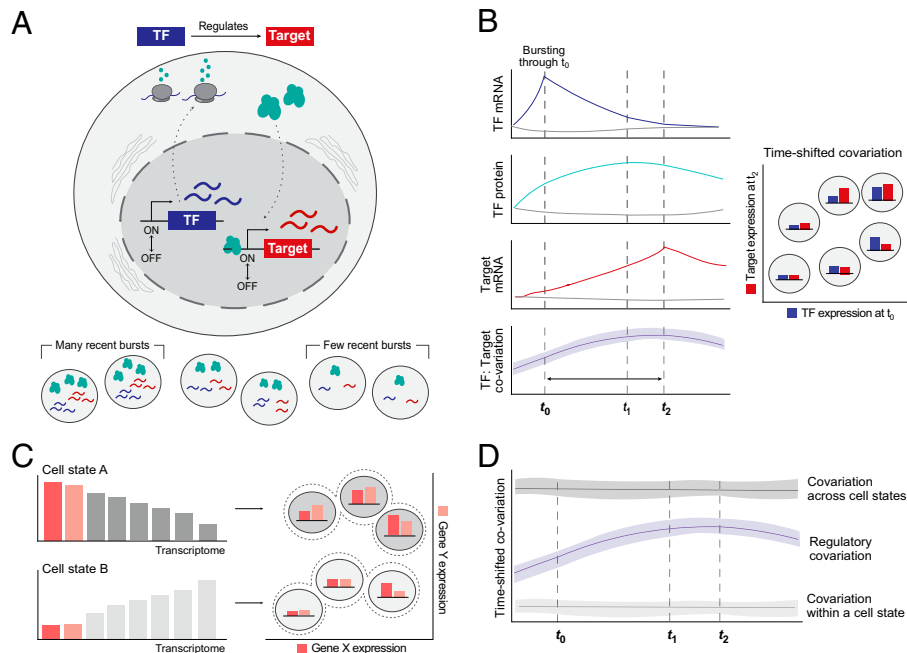 A
TF
Regulates
Target
TF
ON
OFF
Target
ON
OFF
Many recent bursts
Few recent bursts
B
Bursting
through t0
TF mRNA
TF protein
Target
mRNA
TF: Target
co-variation
t0
t1
t2
Time-shifted covariation
Target expression at t2
TF expression at t0
C
Cell state A
Transcriptome
Cell state B
Transcriptome
Gene Y expression
Gene X expression
D
Time-shifted co-variation
Covariation
across cell states
Regulatory
covariation
Covariation
within a cell state
t0
t1
t2